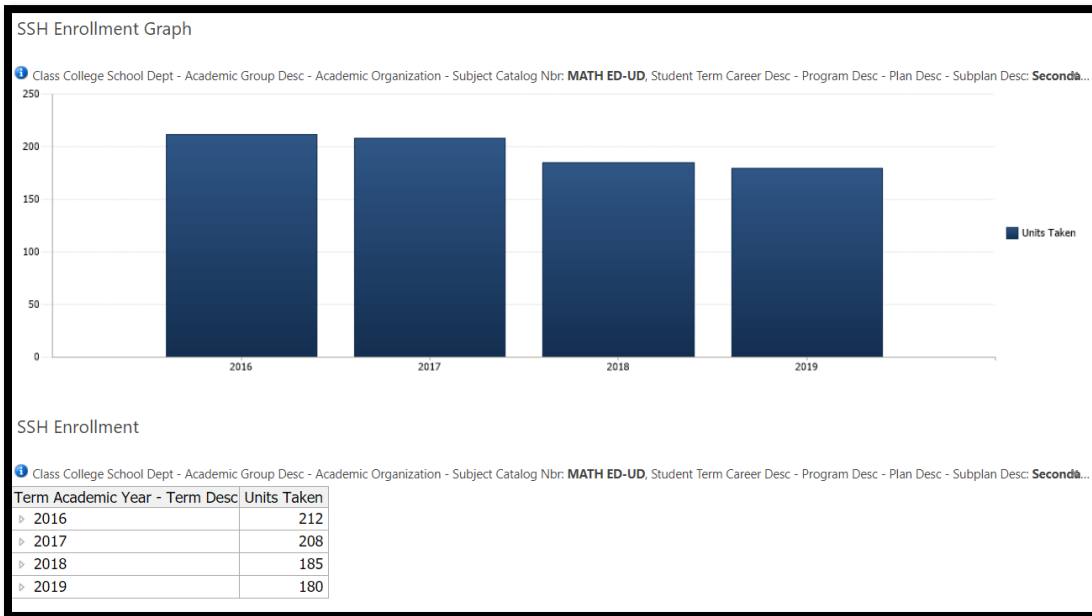 SSH Enrollment Graph
Class College School Dept - Academic Group Desc - Academic Organization - Subject Catalog Nbr: MATH ED-UD, Student Term Career Desc - Program Desc - Plan Desc - Subplan Desc: Seconda...
250
200
150
100
50
0
Units Taken
2016 2017 2018 2019
SSH Enrollment
Class College School Dept - Academic Group Desc - Academic Organization - Subject Catalog Nbr: MATH ED-UD, Student Term Career Desc - Program Desc - Plan Desc - Subplan Desc: Seconda...
Term Academic Year - Term Desc Units Taken
2016 212
2017 208
2018 185
2019 180